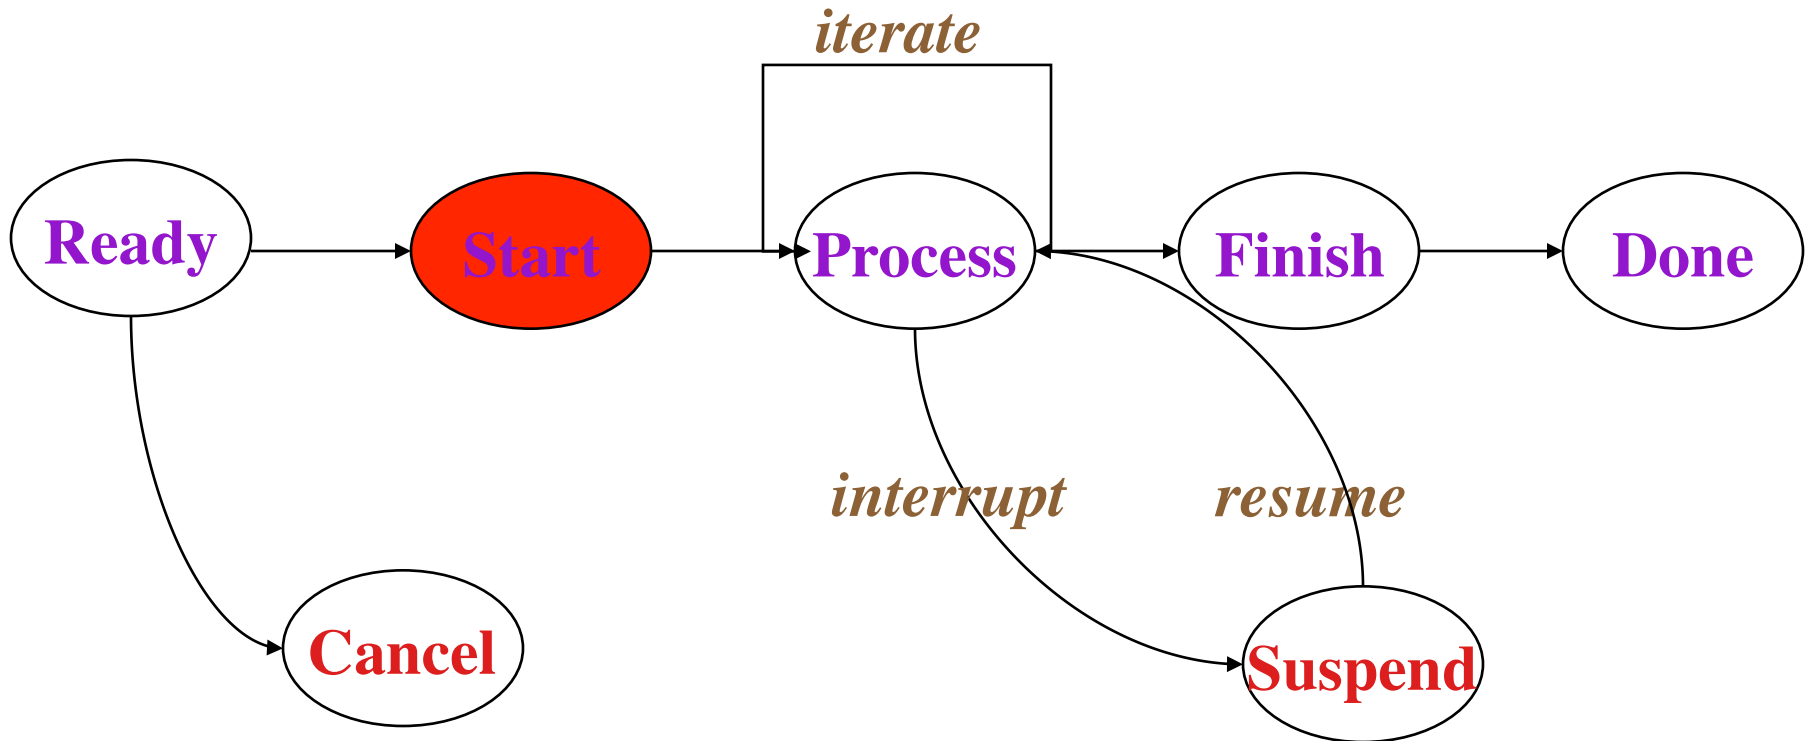 iterate
Ready
Start
Process
Finish
Done
interrupt
resume
Cancel
Suspend